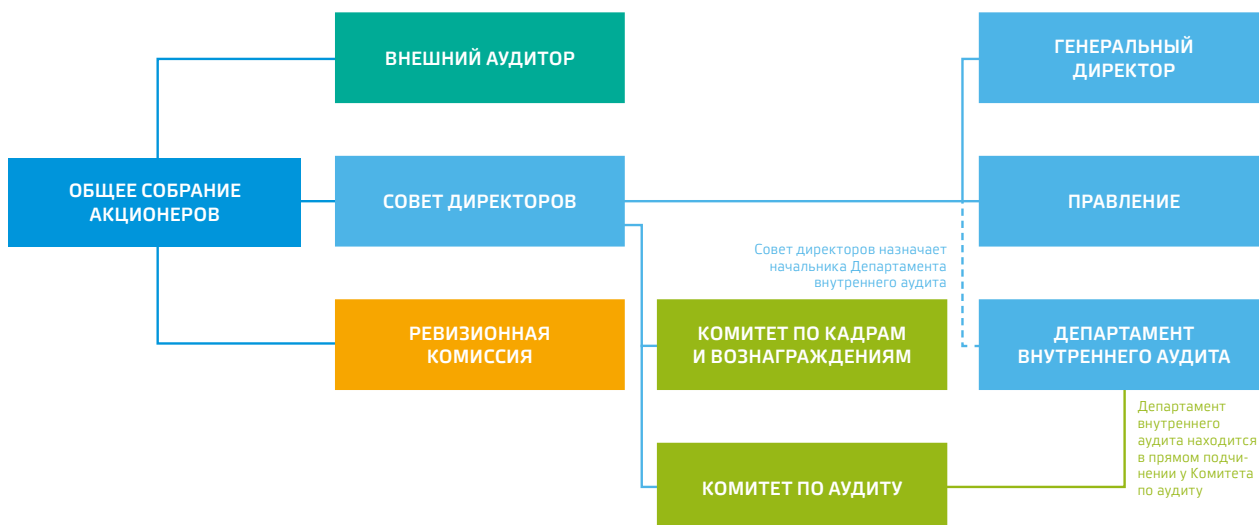 ВНЕШНИЙ АУДИТОР
ГЕНЕРАЛЬНЫЙ
ДИРЕКТОР
ОБЩЕЕ СОБРАНИЕ
АКЦИОНЕРОВ
СОВЕТ ДИРЕКТОРОВ
ПРАВЛЕНИЕ
Совет директоров назначает
начальника Департамента
внутреннего аудита
РЕВИЗИОННАЯ
КОМИССИЯ
КОМИТЕТ ПО КАДРАМ
И ВОЗНАГРАЖДЕНИЯМ
ДЕПАРТАМЕНТ
ВНУТРЕННЕГО АУДИТА
КОМИТЕТ ПО АУДИТУ
Департамент
внутреннего
аудита находится
в прямом подчи-
нении у Комитета
по аудиту